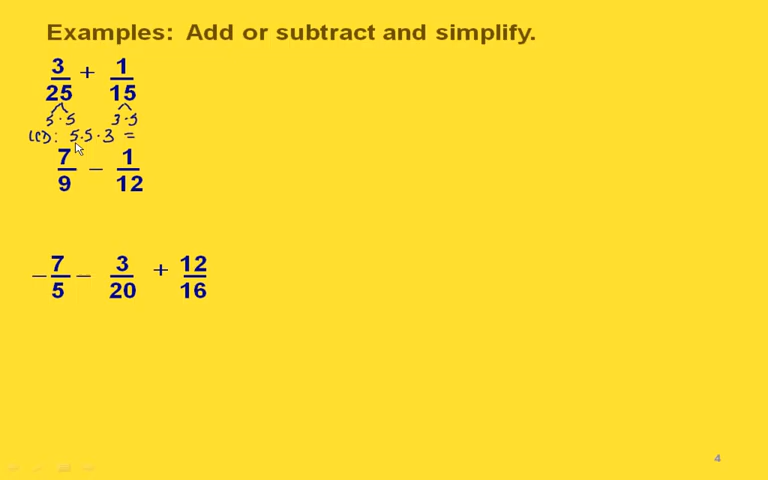 Examples: Add or subtract and simplify.
3/25 + 1/15
5·5 3·5
LCD: 5·5·3 =
7/9 − 1/12
−7/5 − 3/20 + 12/16
4